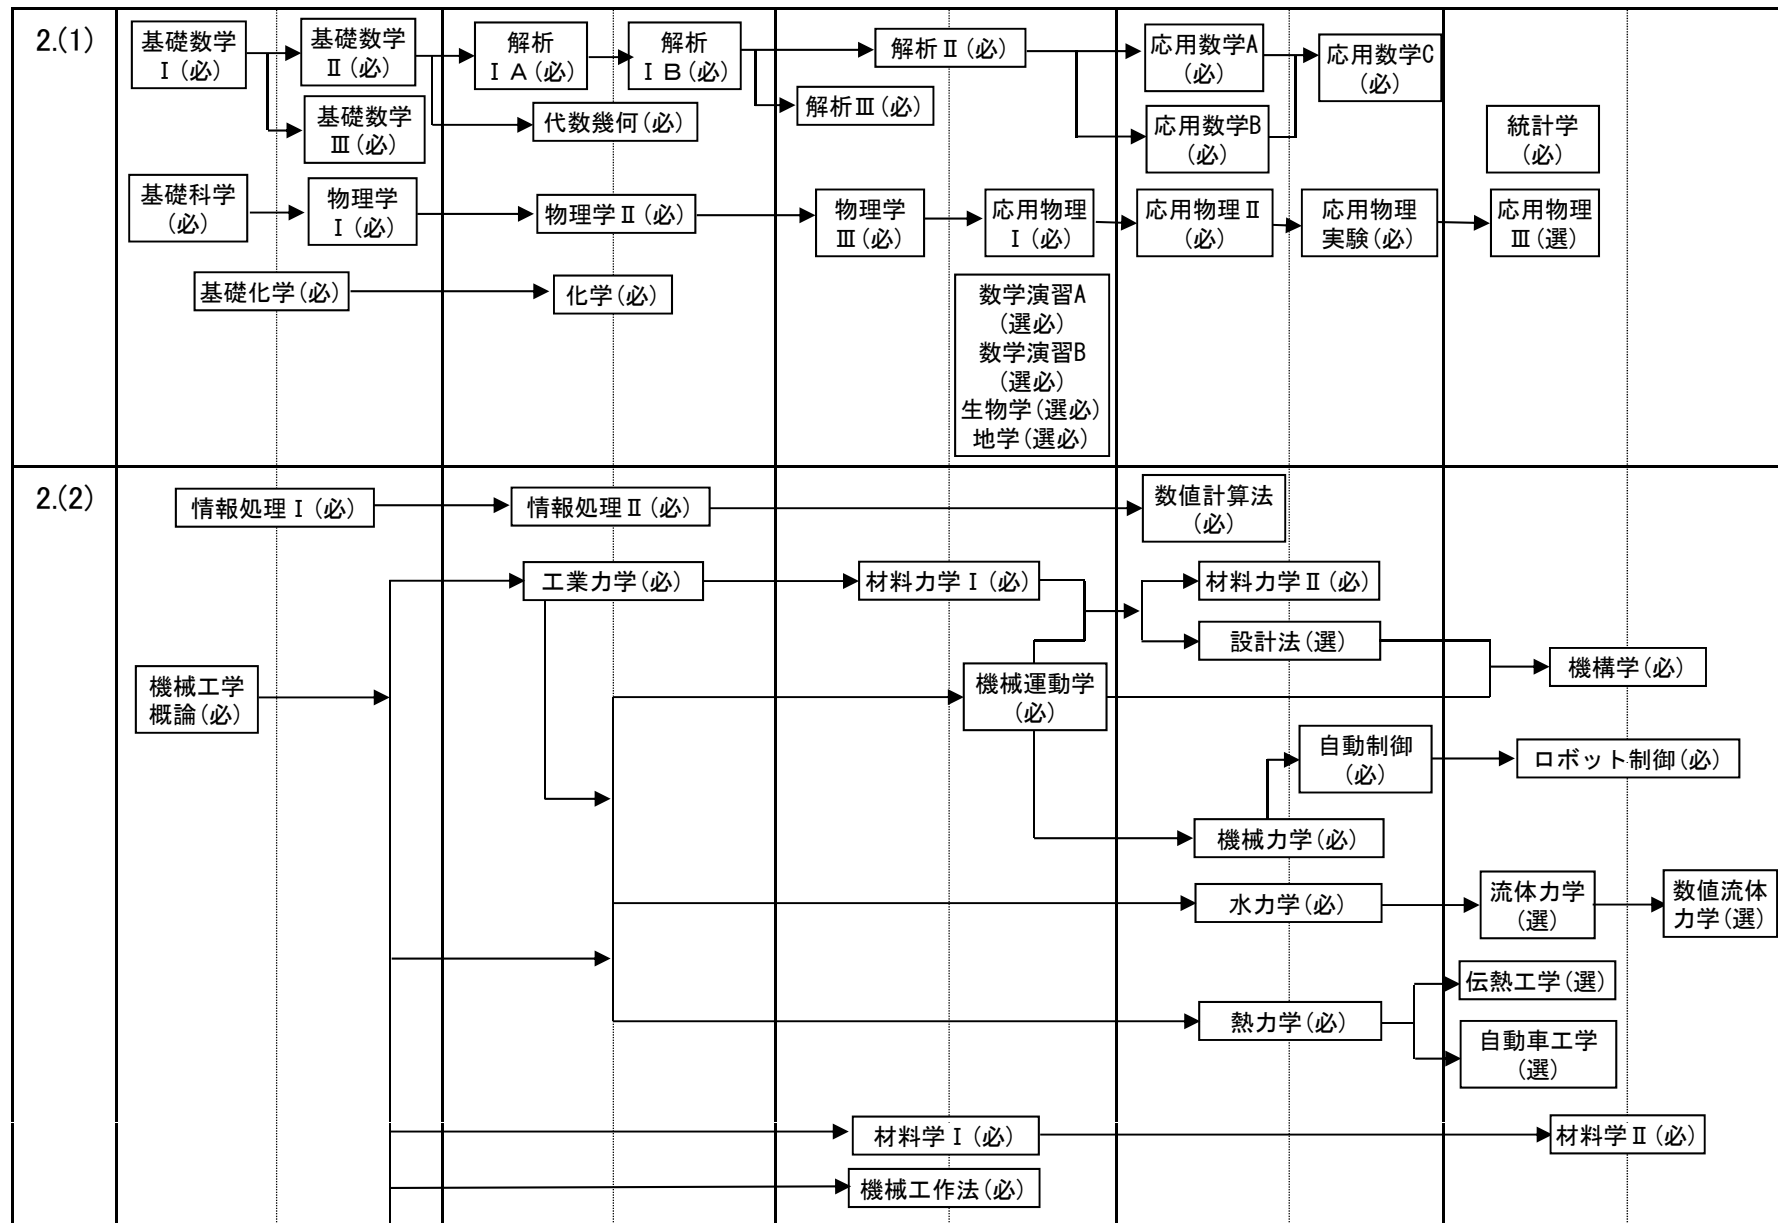 2.(1)
基礎数学
Ⅰ(必)
基礎数学
Ⅱ(必)
解析
ⅠA(必)
解析
ⅠB(必)
解析Ⅱ(必)
応用数学A
(必)
応用数学C
(必)
基礎数学
Ⅲ(必)
代数幾何(必)
解析Ⅲ(必)
応用数学B
(必)
統計学
(必)
基礎科学
(必)
物理学
Ⅰ(必)
物理学Ⅱ(必)
物理学
Ⅲ(必)
応用物理
Ⅰ(必)
応用物理Ⅱ
(必)
応用物理
実験(必)
応用物理
Ⅲ(選)
基礎化学(必)
化学(必)
数学演習A
(選必)
数学演習B
(選必)
生物学(選必)
地学(選必)
2.(2)
情報処理Ⅰ(必)
情報処理Ⅱ(必)
数値計算法
(必)
工業力学(必)
材料力学Ⅰ(必)
材料力学Ⅱ(必)
設計法(選)
機械工学
概論(必)
機械運動学
(必)
機構学(必)
自動制御
(必)
ロボット制御(必)
機械力学(必)
水力学(必)
流体力学
(選)
数値流体
力学(選)
伝熱工学(選)
熱力学(必)
自動車工学
(選)
材料学Ⅰ(必)
材料学Ⅱ(必)
機械工作法(必)